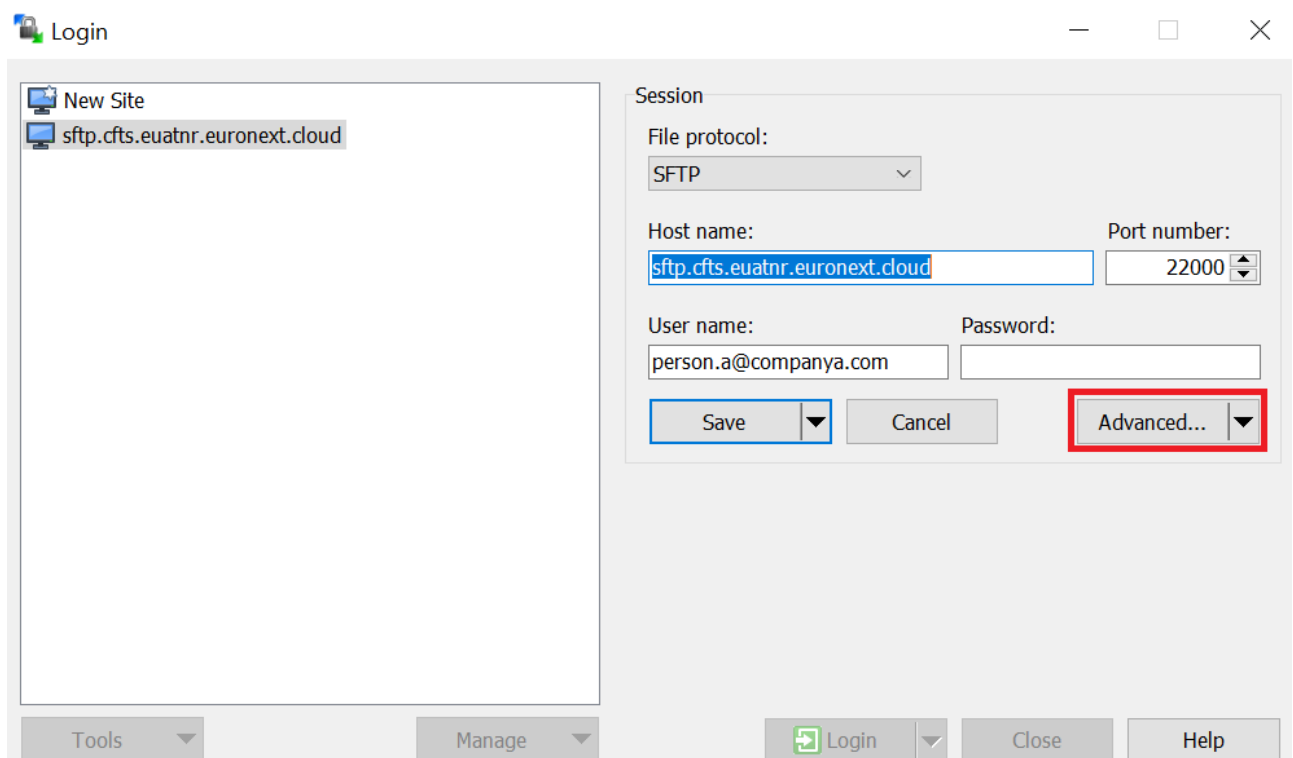 Login
New Site
sftp.cfts.euatnr.euronext.cloud
Session
File protocol:
SFTP
Host name: Port number:
sftp.cfts.euatnr.euronext.cloud 22000
User name: Password:
person.a@companya.com
Save Cancel Advanced...
Tools Manage Login Close Help